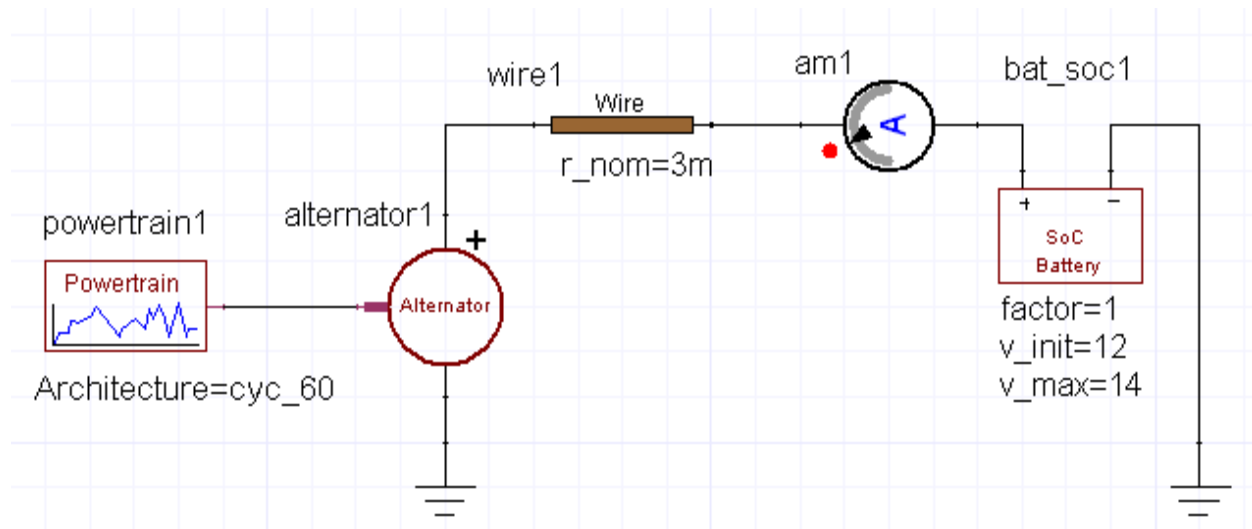 wire1
am1
bat_soc1
Wire
A
r_nom=3m
powertrain1
alternator1
+
+ −
SoC
Battery
Powertrain
Alternator
factor=1
v_init=12
v_max=14
Architecture=cyc_60